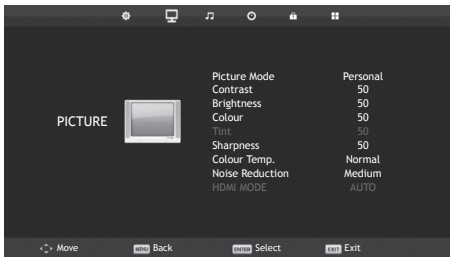 PICTURE
Picture Mode Personal
Contrast 50
Brightness 50
Colour 50
Tint 50
Sharpness 50
Colour Temp. Normal
Noise Reduction Medium
HDMI MODE AUTO
Move MENU Back ENTER Select EXIT Exit